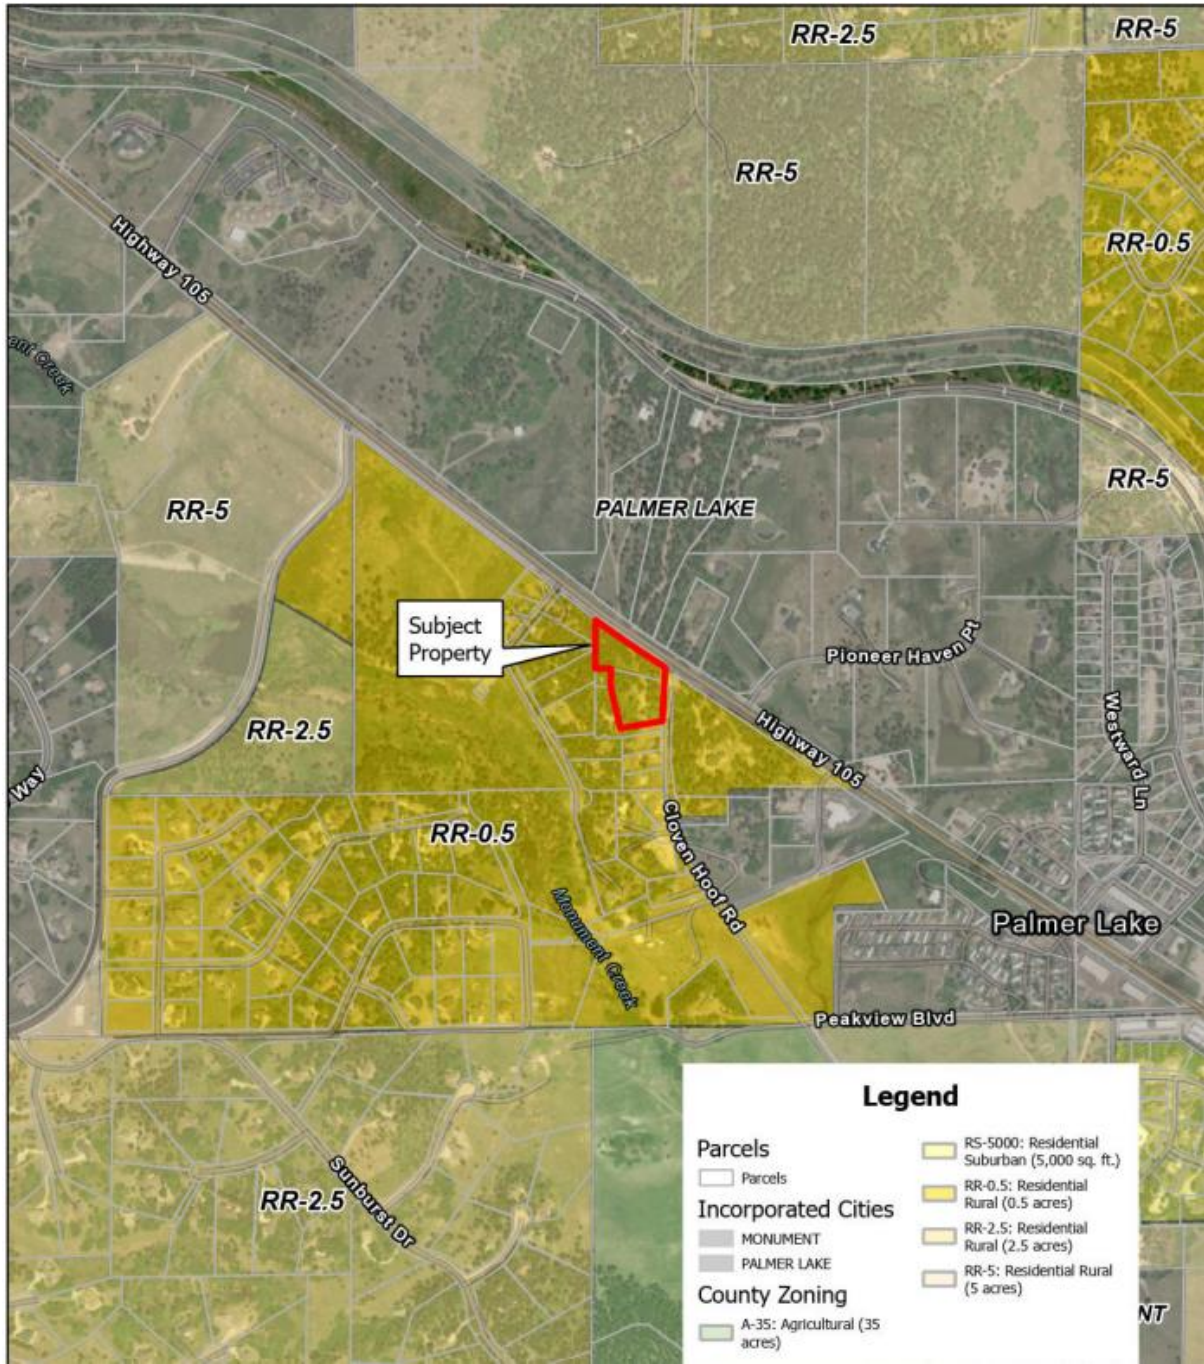 RR-2.5
RR-5
RR-5
RR-0.5
Highway 105
ent Creek
RR-5
PALMER LAKE
RR-5
Subject
Property
Pioneer Haven Pt
RR-2.5
Highway 105
Westward Ln
Way
RR-0.5
Cloven Hoof Rd
Monument Creek
Palmer Lake
Peakview Blvd
Sunburst Dr
RR-2.5
Legend
Parcels
Parcels
Incorporated Cities
MONUMENT
PALMER LAKE
County Zoning
A-35: Agricultural (35
acres)
RS-5000: Residential
Suburban (5,000 sq. ft.)
RR-0.5: Residential
Rural (0.5 acres)
RR-2.5: Residential
Rural (2.5 acres)
RR-5: Residential Rural
(5 acres)
NT